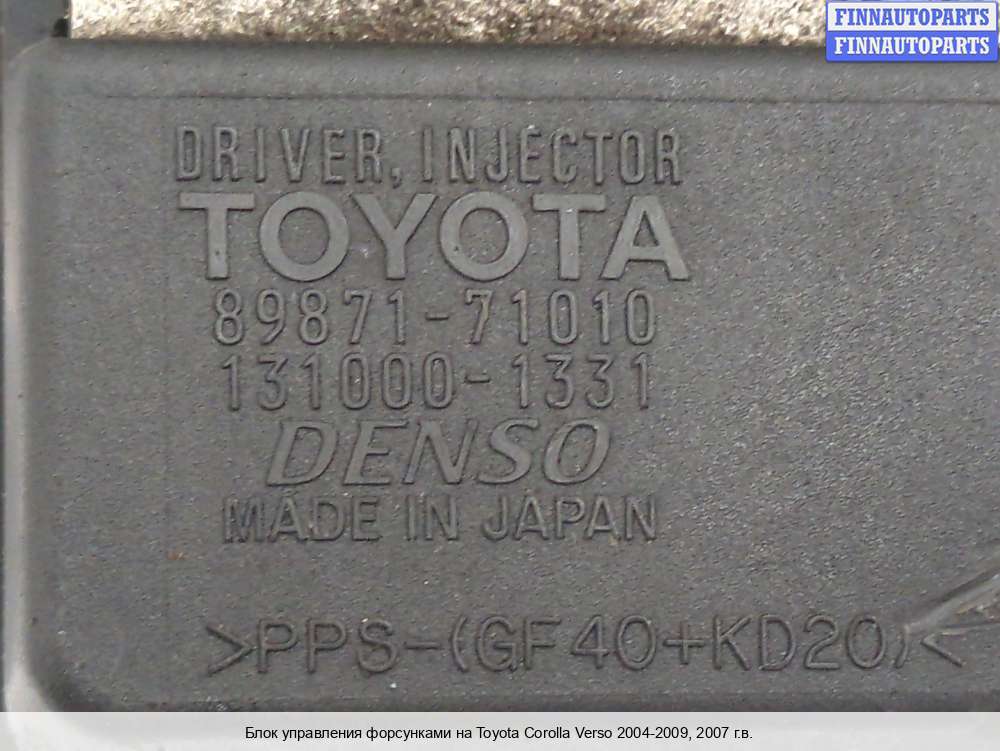 FINNAUTOPARTS
FINNAUTOPARTS
DRIVER, INJECTOR
TOYOTA
89871-71010
131000-1331
DENSO
MADE IN JAPAN
>PPS-(GF40+KD20)<
Блок управления форсунками на Toyota Corolla Verso 2004-2009, 2007 г.в.